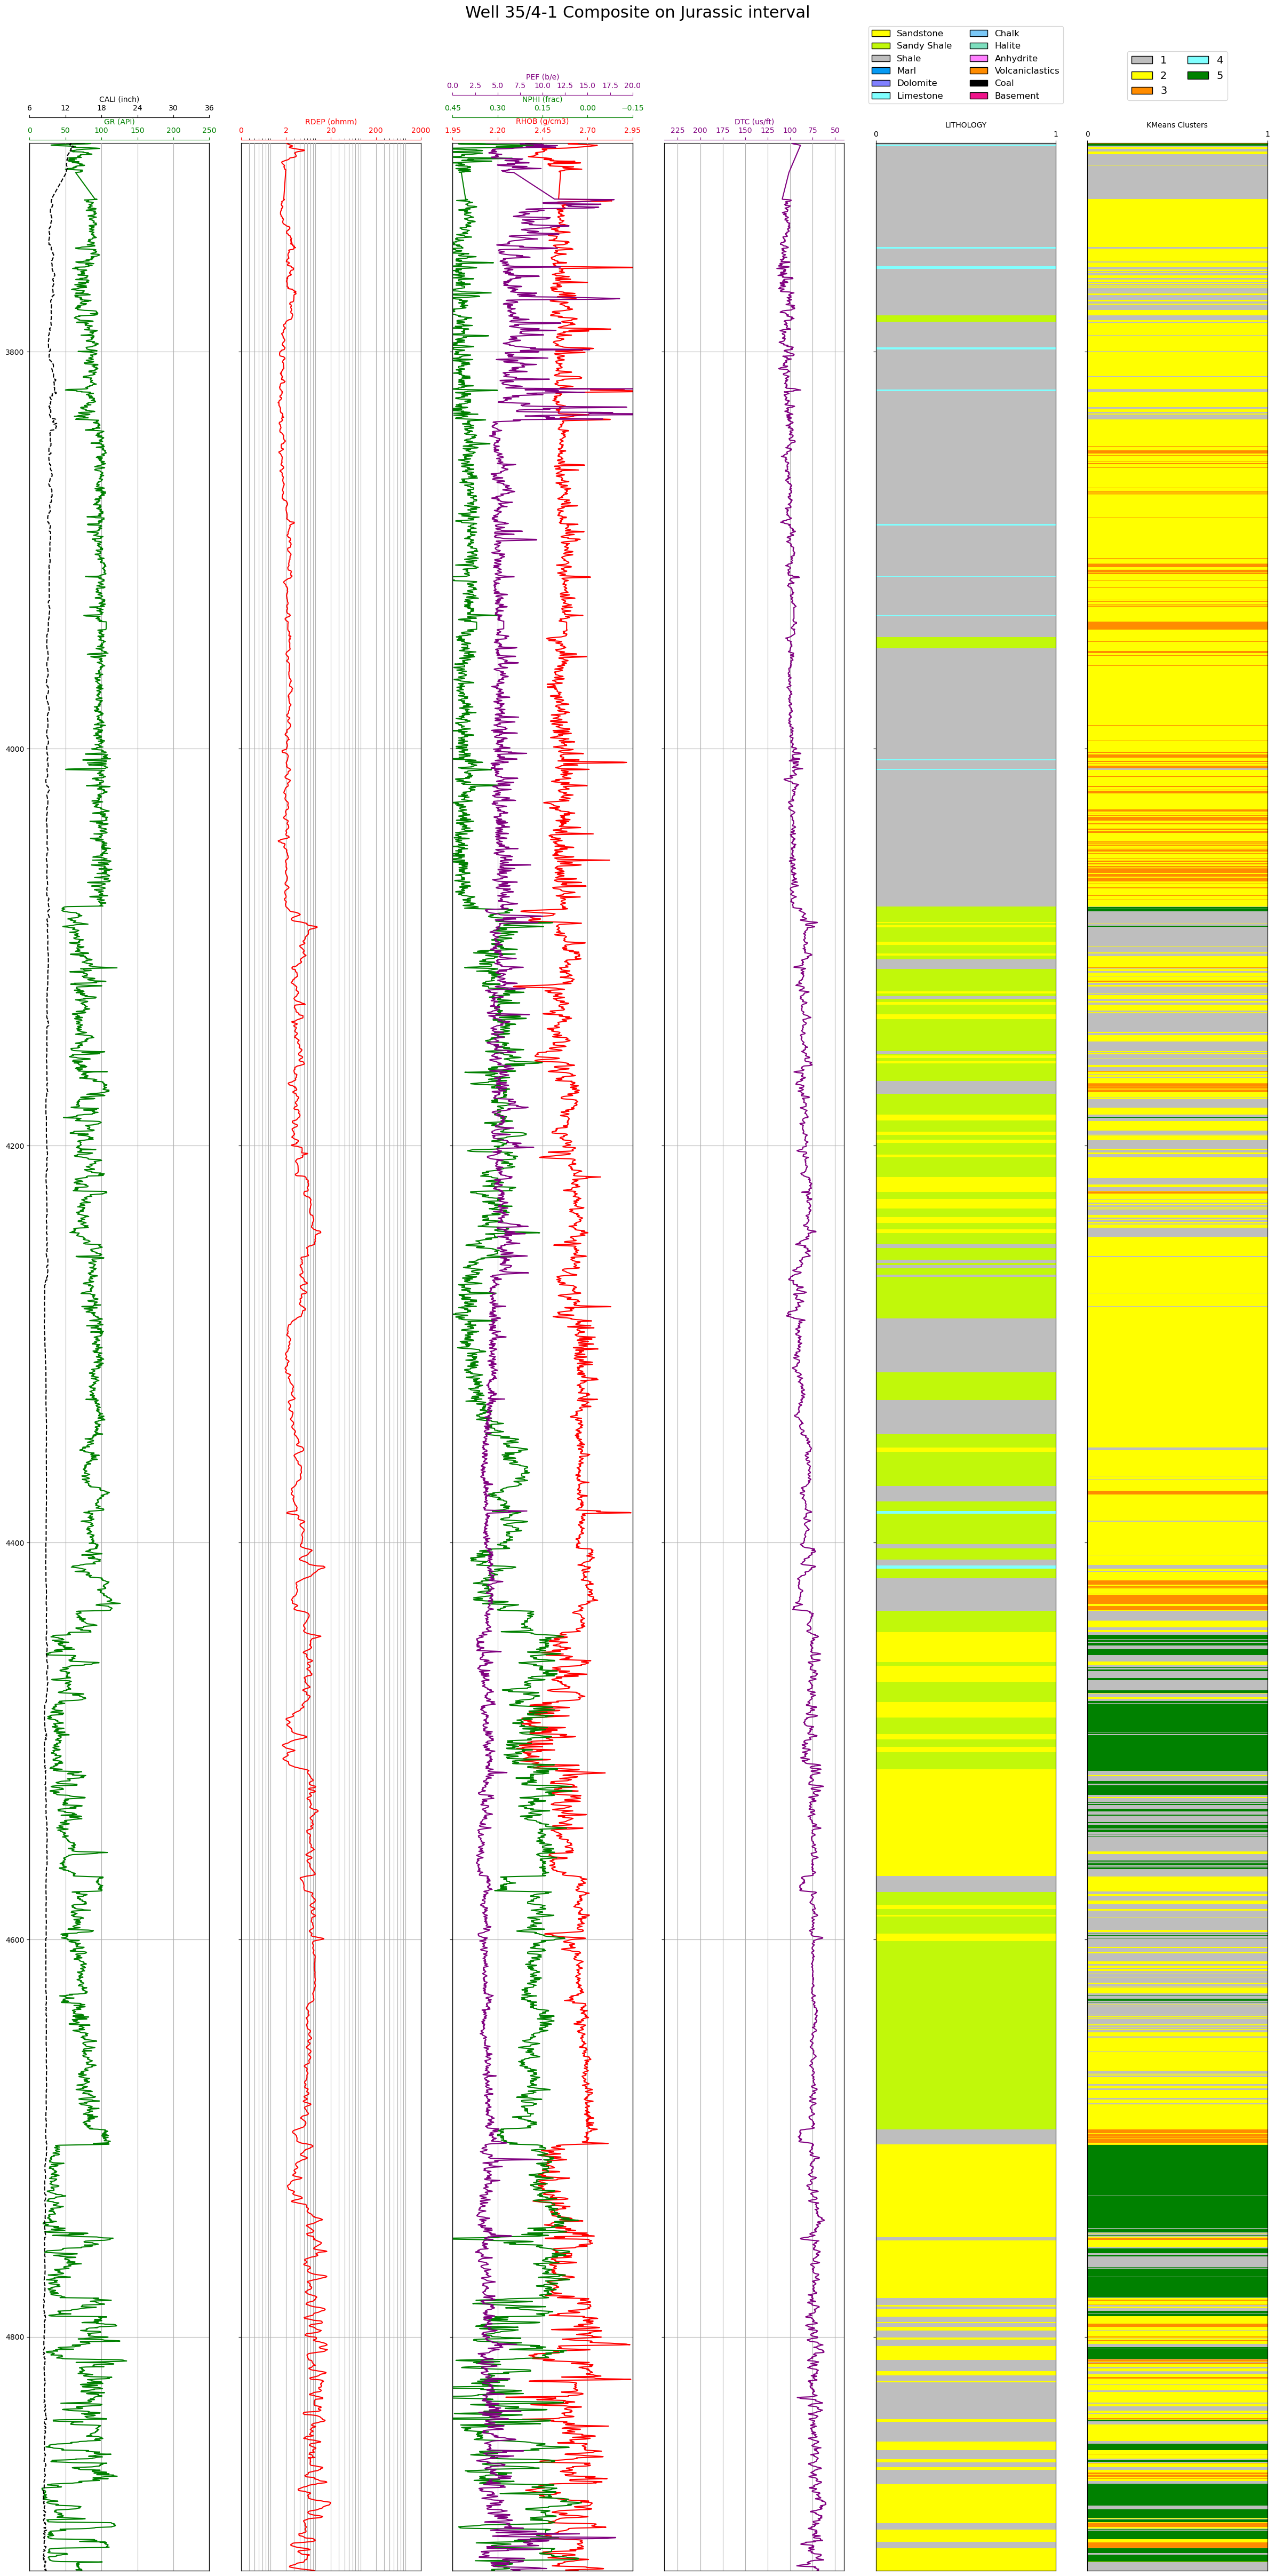 Well 35/4-1 Composite on Jurassic interval
Sandstone Chalk
Sandy Shale Halite
Shale Anhydrite
Marl Volcaniclastics
Dolomite Coal
Limestone Basement
1 4
2 5
3
PEF (b/e)
0.0 2.5 5.0 7.5 10.0 12.5 15.0 17.5 20.0
CALI (inch)
NPHI (frac)
6 12 18 24 30 36
0.45 0.30 0.15 0.00 −0.15
GR (API)
RDEP (ohmm)
RHOB (g/cm3)
DTC (us/ft)
LITHOLOGY
KMeans Clusters
0 50 100 150 200 250
0 2 20 200 2000
1.95 2.20 2.45 2.70 2.95
225 200 175 150 125 100 75 50
0 1
0 1
3800
4000
4200
4400
4600
4800